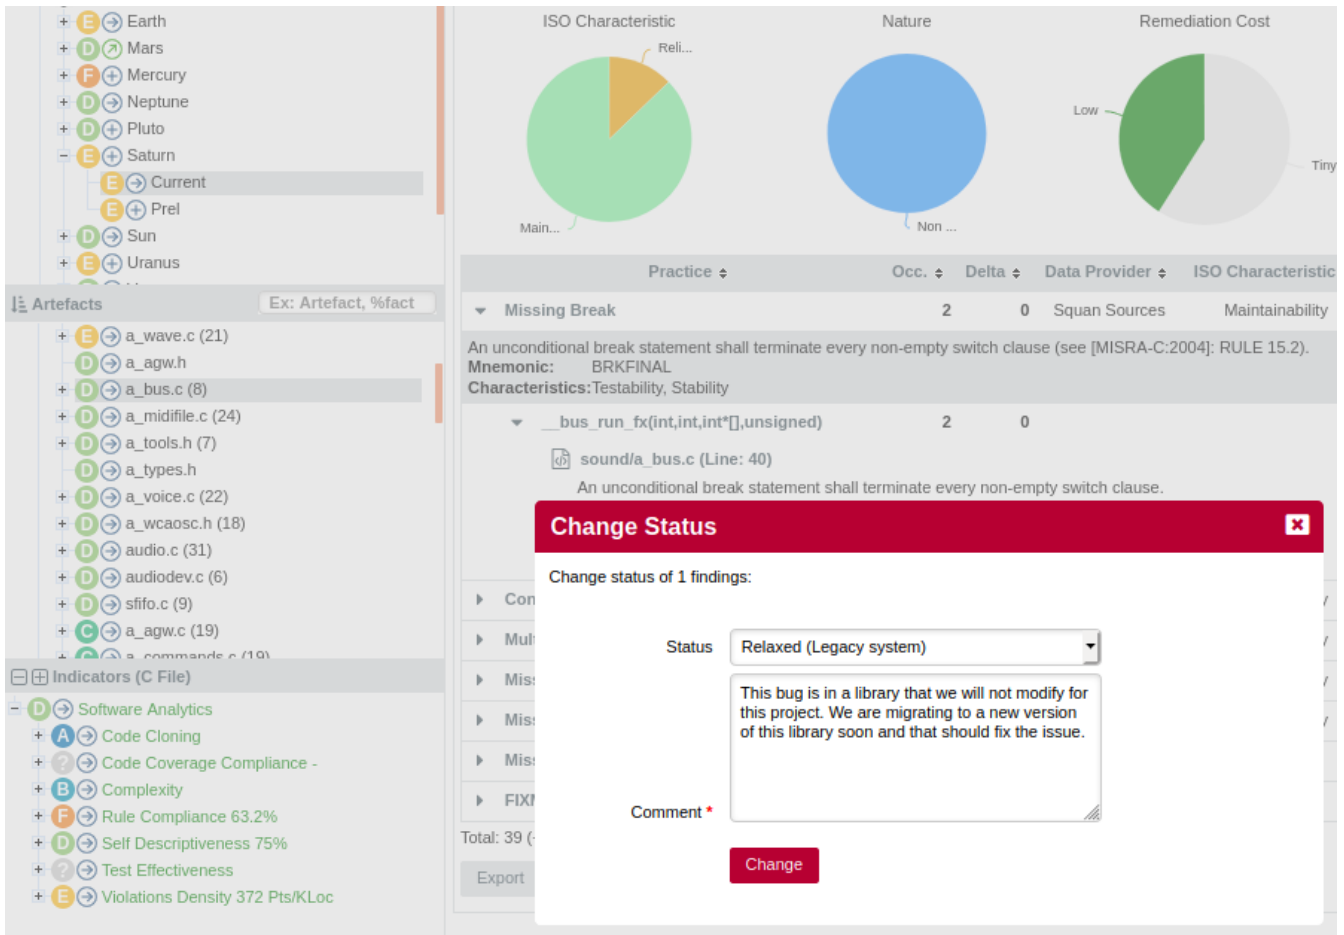 E Earth
D Mars
F Mercury
D Neptune
D Pluto
E Saturn
E Current
E Prel
D Sun
E Uranus
Artefacts
Ex: Artefact, %fact
E a_wave.c (21)
D a_agw.h
D a_bus.c (8)
D a_midifile.c (24)
D a_tools.h (7)
D a_types.h
D a_voice.c (22)
D a_wcaosc.h (18)
D audio.c (31)
D audiodev.c (6)
D sfifo.c (9)
C a_agw.c (19)
C a_commands.c (19)
Indicators (C File)
D Software Analytics
A Code Cloning
? Code Coverage Compliance -
B Complexity
F Rule Compliance 63.2%
D Self Descriptiveness 75%
? Test Effectiveness
E Violations Density 372 Pts/KLoc
ISO Characteristic
Reli...
Main...
Nature
Non ...
Remediation Cost
Low
Tiny
Practice Occ. Delta Data Provider ISO Characteristic
Missing Break 2 0 Squan Sources Maintainability
An unconditional break statement shall terminate every non-empty switch clause (see [MISRA-C:2004]: RULE 15.2).
Mnemonic: BRKFINAL
Characteristics: Testability, Stability
__bus_run_fx(int,int,int*[],unsigned) 2 0
sound/a_bus.c (Line: 40)
An unconditional break statement shall terminate every non-empty switch clause.
Con
Mul
Miss
Miss
Miss
FIXM
Total: 39 (
Export
Change Status
Change status of 1 findings:
Status Relaxed (Legacy system)
This bug is in a library that we will not modify for
this project. We are migrating to a new version
of this library soon and that should fix the issue.
Comment *
Change